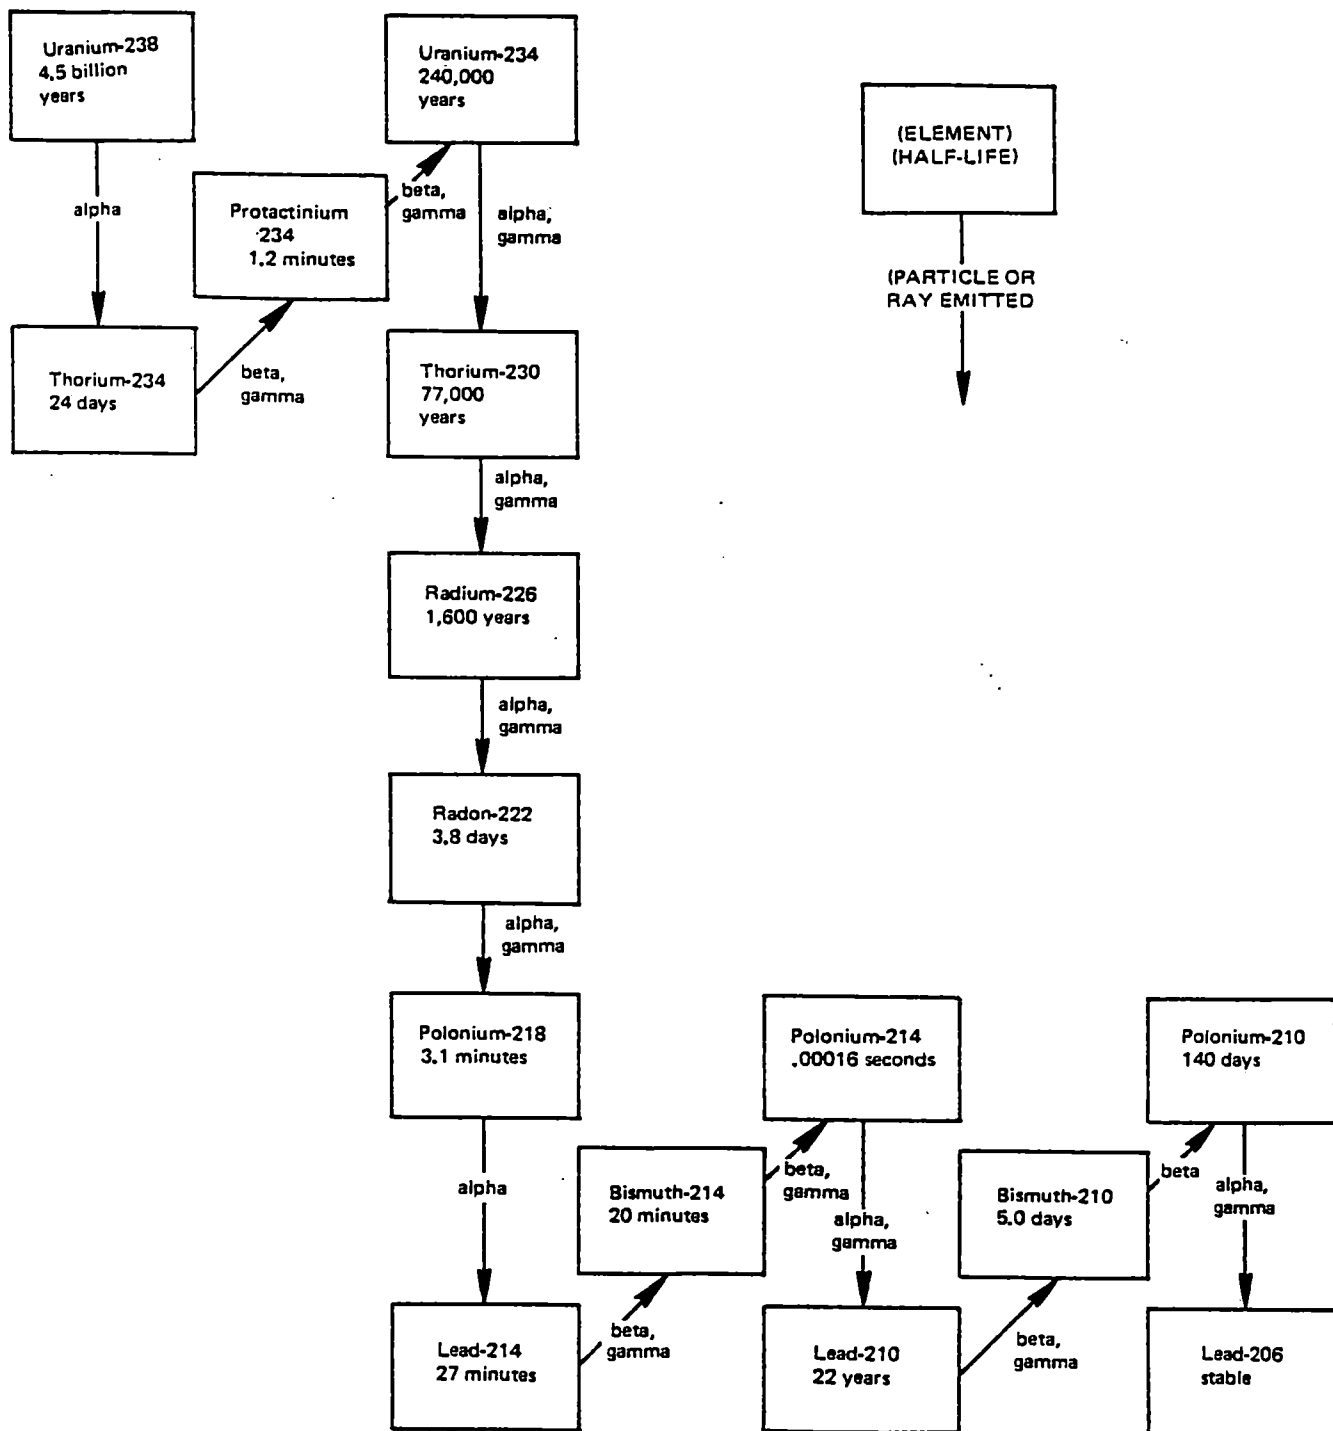 Uranium-238
4.5 billion
years
alpha
Thorium-234
24 days
beta,
gamma
Protactinium
234
1.2 minutes
beta,
gamma
Uranium-234
240,000
years
alpha,
gamma
Thorium-230
77,000
years
alpha,
gamma
Radium-226
1,600 years
alpha,
gamma
Radon-222
3.8 days
alpha,
gamma
Polonium-218
3.1 minutes
alpha
Lead-214
27 minutes
beta,
gamma
Bismuth-214
20 minutes
beta,
gamma
Polonium-214
.00016 seconds
alpha,
gamma
Lead-210
22 years
beta,
gamma
Bismuth-210
5.0 days
beta
Polonium-210
140 days
alpha,
gamma
Lead-206
stable
(ELEMENT)
(HALF-LIFE)
(PARTICLE OR
RAY EMITTED